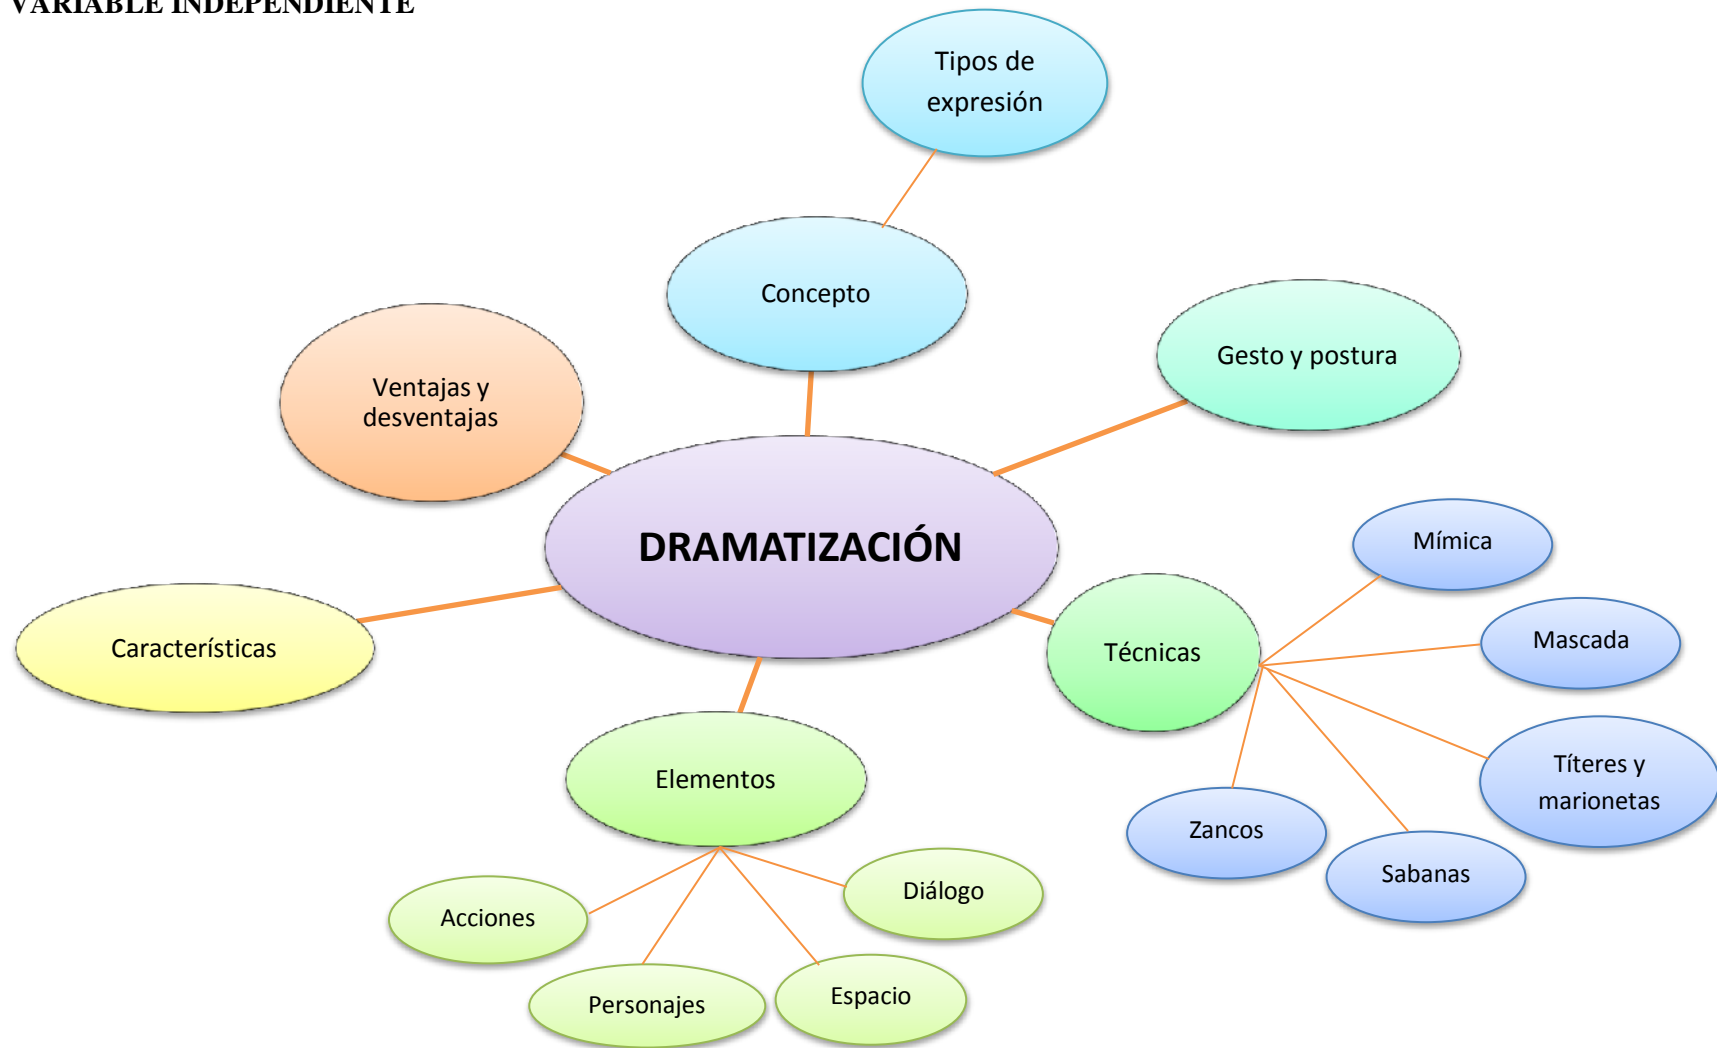 VARIABLE INDEPENDIENTE
Tipos de
expresión
Concepto
Gesto y postura
Ventajas y
desventajas
DRAMATIZACIÓN
Mímica
Mascada
Técnicas
Características
Títeres y
marionetas
Elementos
Zancos
Sabanas
Diálogo
Acciones
Espacio
Personajes